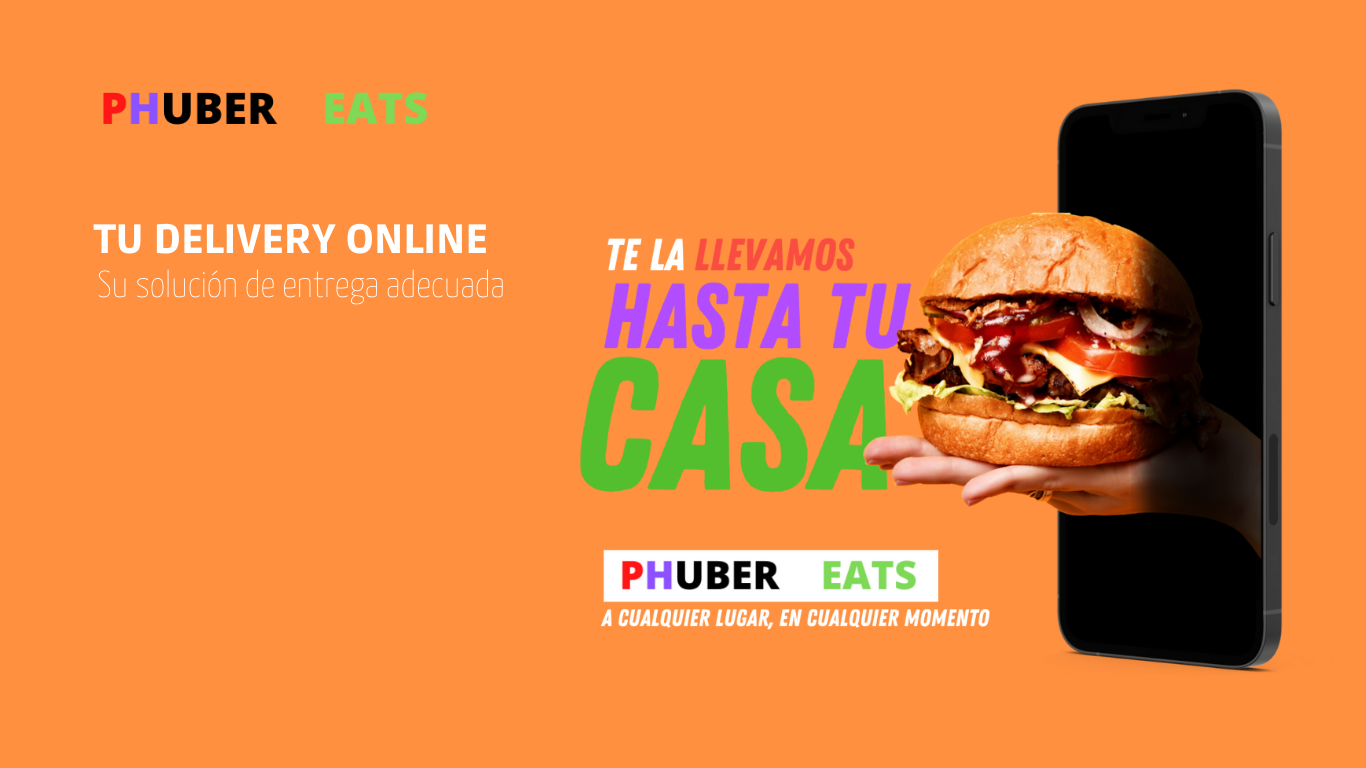 PHUBER EATS
TU DELIVERY ONLINE
Su solución de entrega adecuada
TE LA LLEVAMOS
HASTA TU
CASA
PHUBER EATS
A CUALQUIER LUGAR, EN CUALQUIER MOMENTO